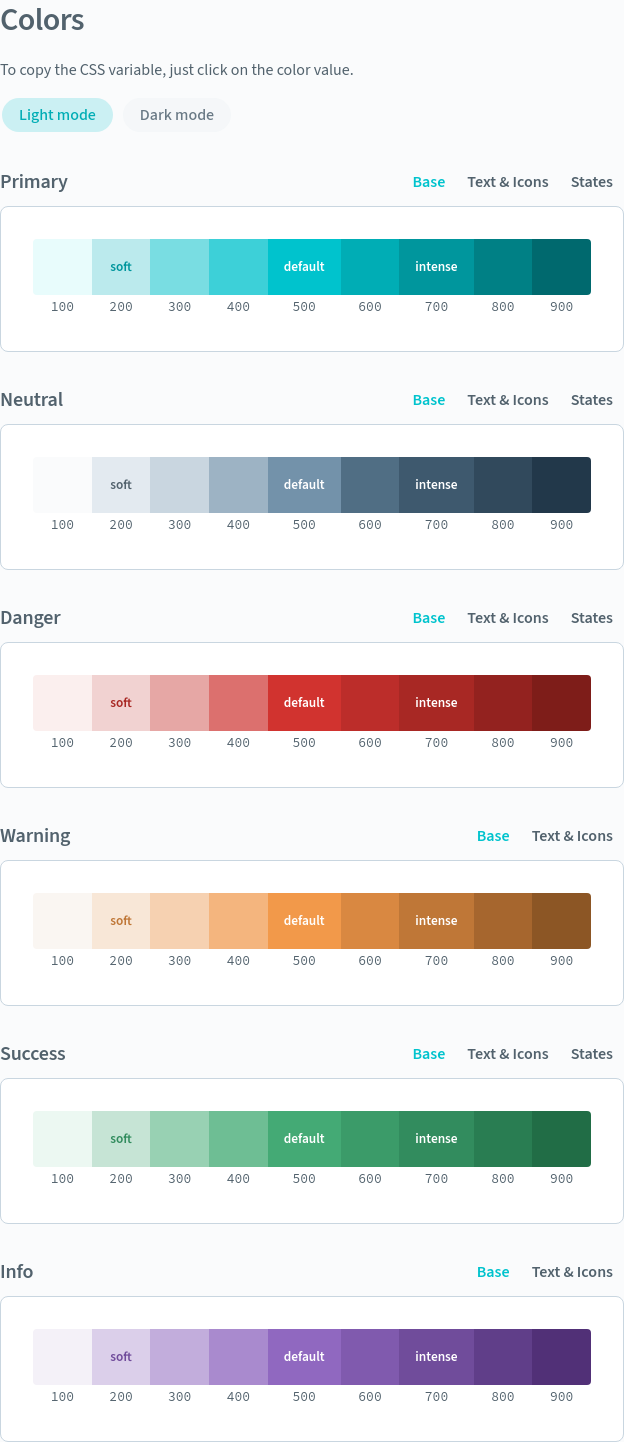 Colors
To copy the CSS variable, just click on the color value.
Light mode Dark mode
Primary Base Text & Icons States
soft default intense
100 200 300 400 500 600 700 800 900
Neutral Base Text & Icons States
soft default intense
100 200 300 400 500 600 700 800 900
Danger Base Text & Icons States
soft default intense
100 200 300 400 500 600 700 800 900
Warning Base Text & Icons
soft default intense
100 200 300 400 500 600 700 800 900
Success Base Text & Icons States
soft default intense
100 200 300 400 500 600 700 800 900
Info Base Text & Icons
soft default intense
100 200 300 400 500 600 700 800 900